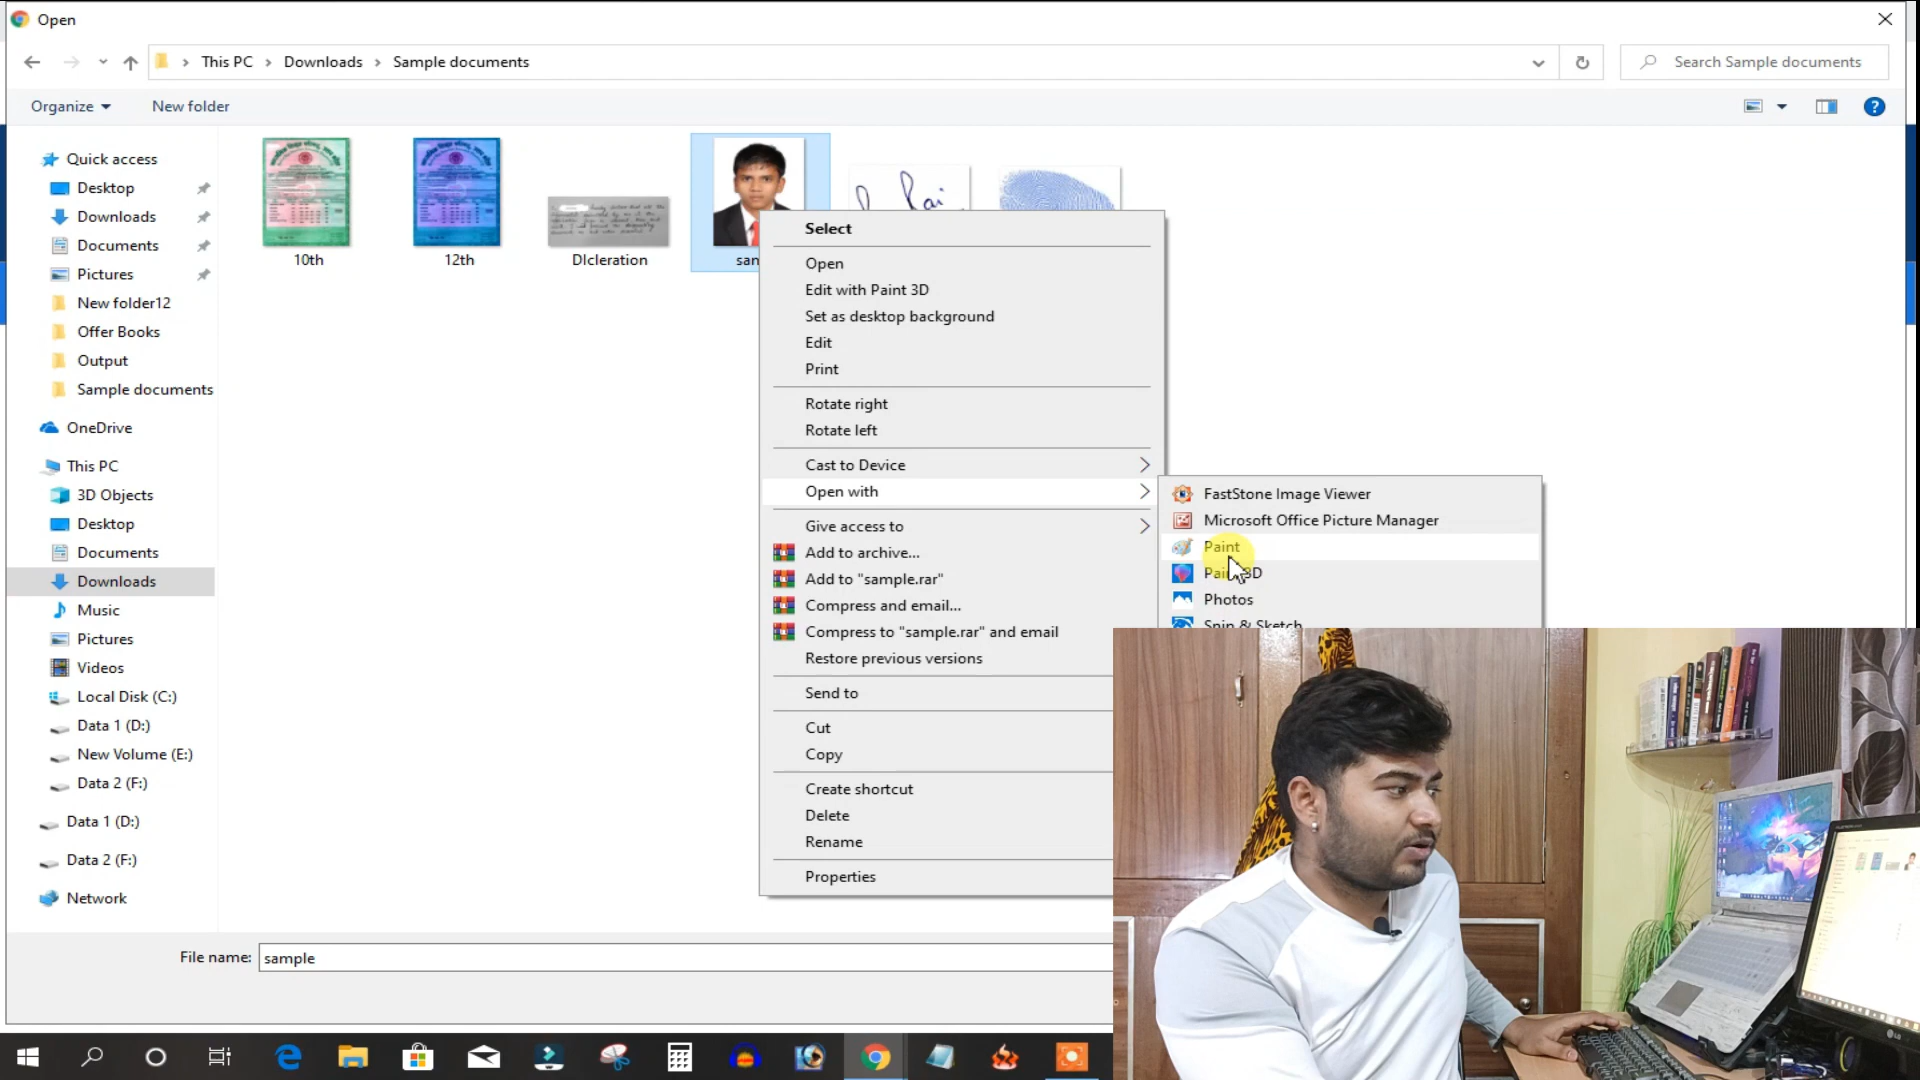 Open
This PC > Downloads > Sample documents
Search Sample documents
Organize
New folder
Quick access
Desktop
Downloads
Documents
Pictures
New folder12
Offer Books
Output
Sample documents
OneDrive
This PC
3D Objects
Desktop
Documents
Downloads
Music
Pictures
Videos
Local Disk (C:)
Data 1 (D:)
New Volume (E:)
Data 2 (F:)
Data 1 (D:)
Data 2 (F:)
Network
10th
12th
DIcleration
sam
Select
Open
Edit with Paint 3D
Set as desktop background
Edit
Print
Rotate right
Rotate left
Cast to Device
Open with
Give access to
Add to archive...
Add to "sample.rar"
Compress and email...
Compress to "sample.rar" and email
Restore previous versions
Send to
Cut
Copy
Create shortcut
Delete
Rename
Properties
FastStone Image Viewer
Microsoft Office Picture Manager
Paint
Paint 3D
Photos
Snip & Sketch
File name: sample